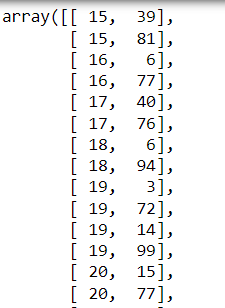 array([[ 15,  39],
       [ 15,  81],
       [ 16,   6],
       [ 16,  77],
       [ 17,  40],
       [ 17,  76],
       [ 18,   6],
       [ 18,  94],
       [ 19,   3],
       [ 19,  72],
       [ 19,  14],
       [ 19,  99],
       [ 20,  15],
       [ 20,  77],